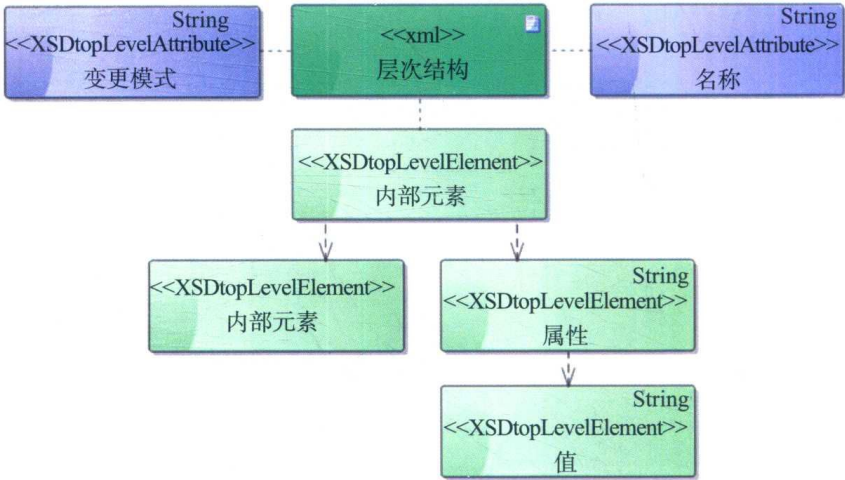 String
<<XSDtopLevelAttribute>>
变更模式
<<xml>>
层次结构
String
<<XSDtopLevelAttribute>>
名称
<<XSDtopLevelElement>>
内部元素
<<XSDtopLevelElement>>
内部元素
String
<<XSDtopLevelElement>>
属性
String
<<XSDtopLevelElement>>
值